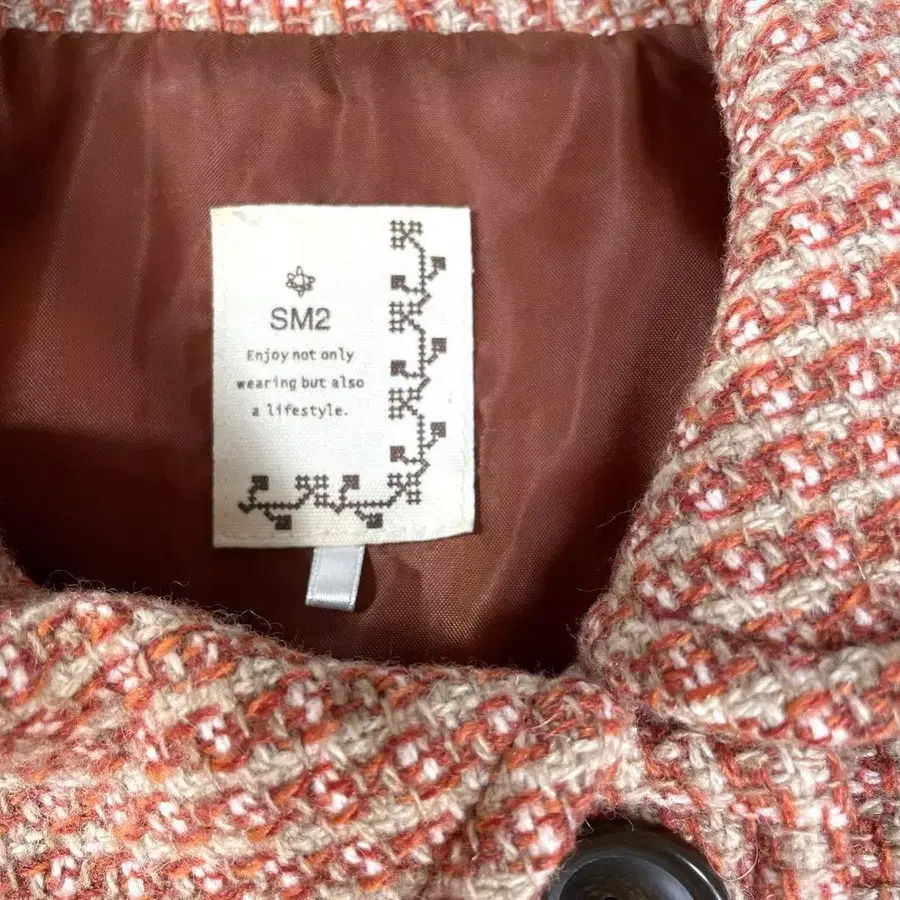 SM2
Enjoy not only
wearing but also
a lifestyle.